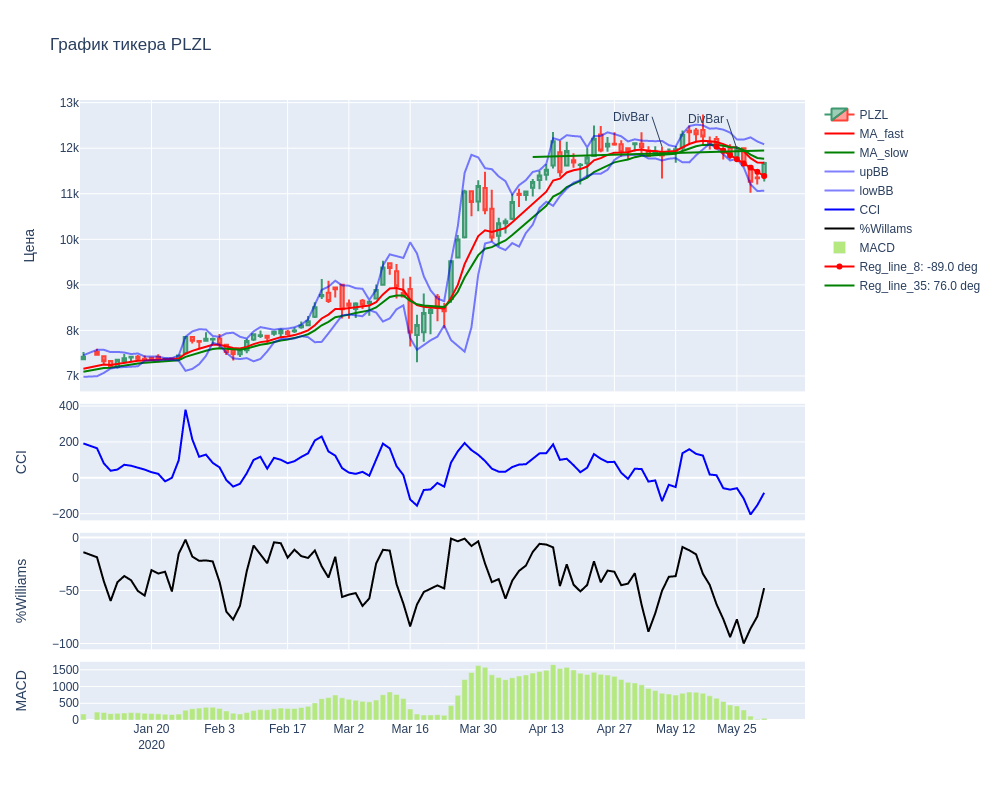 График тикера PLZL
13k
12k
11k
10k
9k
8k
7k
Цена
DivBar
DivBar
PLZL
MA_fast
MA_slow
upBB
lowBB
CCI
%Willams
MACD
Reg_line_8: -89.0 deg
Reg_line_35: 76.0 deg
400
200
0
−200
CCI
0
−50
−100
%Williams
1500
1000
500
0
MACD
Jan 20 Feb 3 Feb 17 Mar 2 Mar 16 Mar 30 Apr 13 Apr 27 May 12 May 25
2020